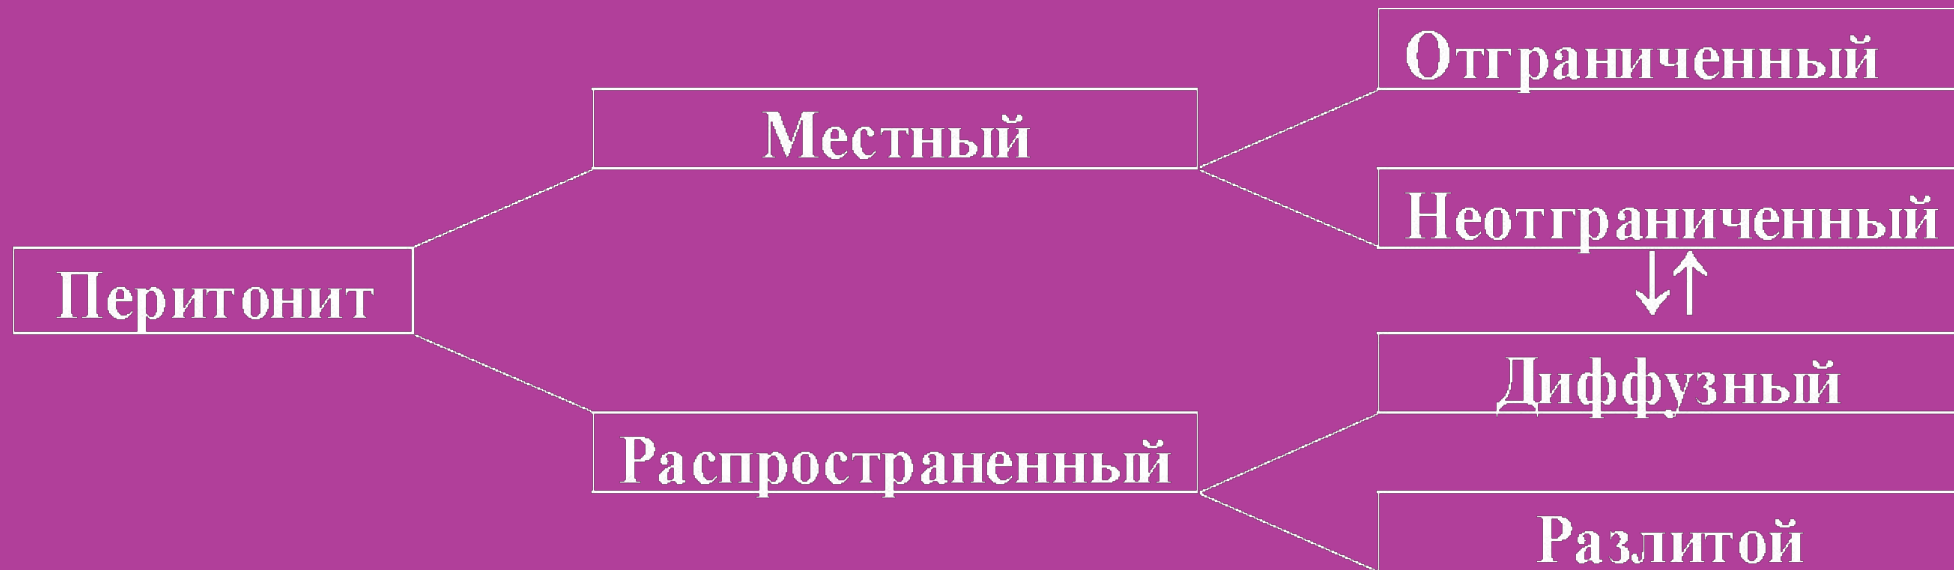 Отграниченный
Местный
Неотграниченный
↓↑
Перитонит
Диффузный
Распространенный
Разлитой